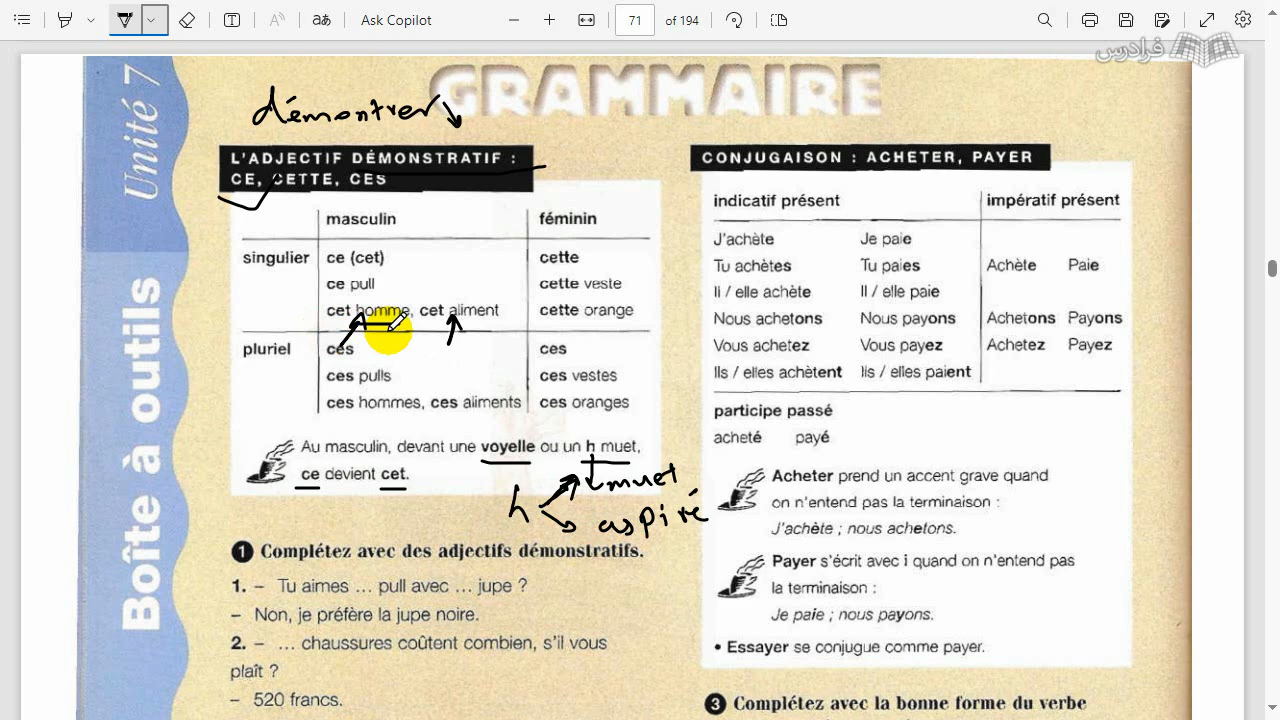 Ask Copilot
71 of 194
فرادرس
Unité 7
Boîte à outils
GRAMMAIRE
démontrer
L'ADJECTIF DÉMONSTRATIF :
CE, CETTE, CES
masculin féminin
singulier ce (cet) cette
ce pull cette veste
cet homme, cet aliment cette orange
pluriel ces ces
ces pulls ces vestes
ces hommes, ces aliments ces oranges
Au masculin, devant une voyelle ou un h muet,
ce devient cet.
h muet
aspiré
1 Complétez avec des adjectifs démonstratifs.
1. – Tu aimes ... pull avec ... jupe ?
– Non, je préfère la jupe noire.
2. – ... chaussures coûtent combien, s'il vous
plaît ?
– 520 francs.
CONJUGAISON : ACHETER, PAYER
indicatif présent impératif présent
J'achète Je paie
Tu achètes Tu paies Achète Paie
Il / elle achète Il / elle paie
Nous achetons Nous payons Achetons Payons
Vous achetez Vous payez Achetez Payez
Ils / elles achètent Ils / elles paient
participe passé
acheté payé
Acheter prend un accent grave quand
on n'entend pas la terminaison :
J'achète ; nous achetons.
Payer s'écrit avec i quand on n'entend pas
la terminaison :
Je paie ; nous payons.
• Essayer se conjugue comme payer.
3 Complétez avec la bonne forme du verbe